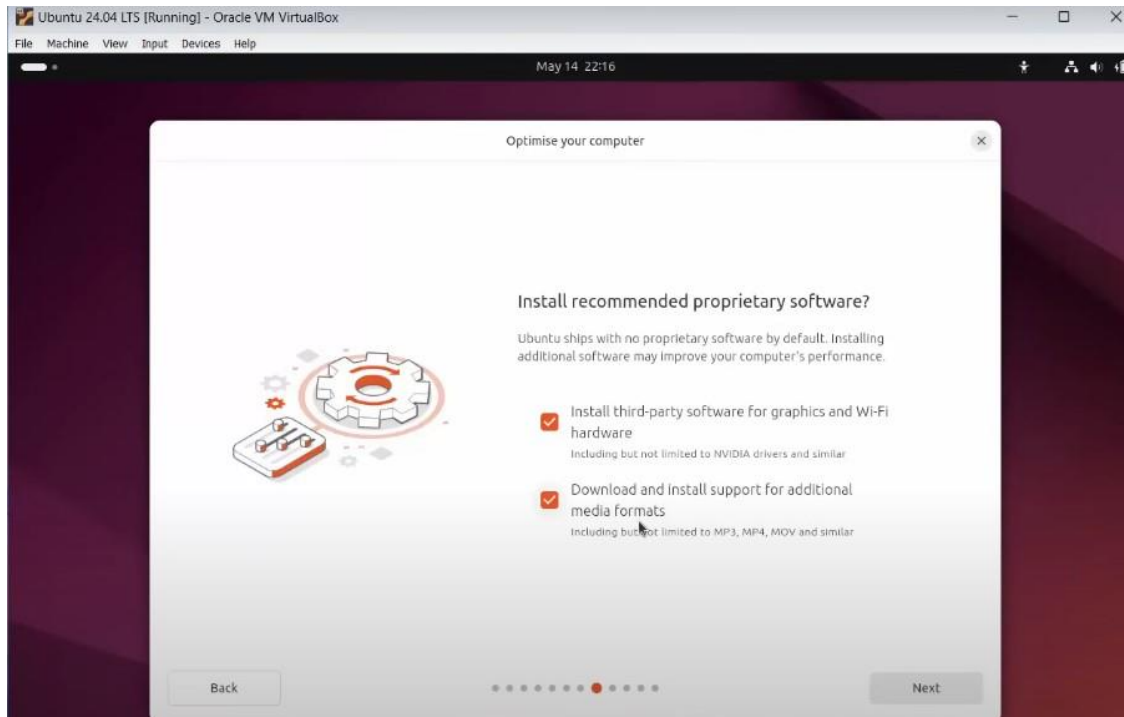 Ubuntu 24.04 LTS [Running] - Oracle VM VirtualBox
File Machine View Input Devices Help
May 14 22:16
Optimise your computer
Install recommended proprietary software?
Ubuntu ships with no proprietary software by default. Installing
additional software may improve your computer's performance.
Install third-party software for graphics and Wi-Fi
hardware
Including but not limited to NVIDIA drivers and similar
Download and install support for additional
media formats
Including but not limited to MP3, MP4, MOV and similar
Back
Next